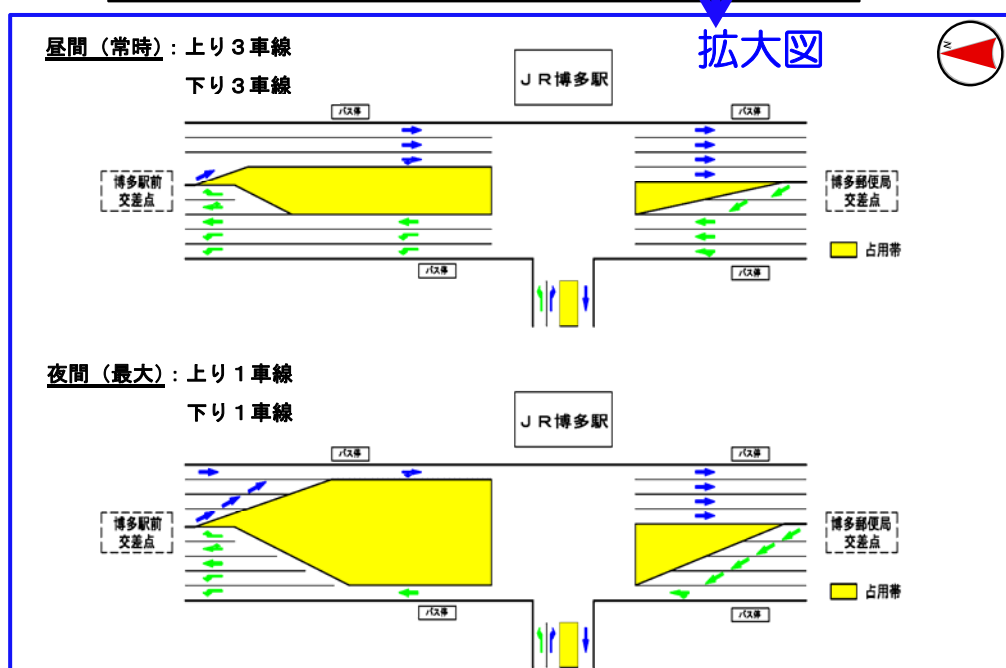 拡大図
N
昼間（常時）：上り３車線
下り３車線
ＪＲ博多駅
バス停
バス停
博多駅前
交差点
博多郵便局
交差点
占用帯
バス停
バス停
夜間（最大）：上り１車線
下り１車線
ＪＲ博多駅
バス停
バス停
博多駅前
交差点
博多郵便局
交差点
占用帯
バス停
バス停